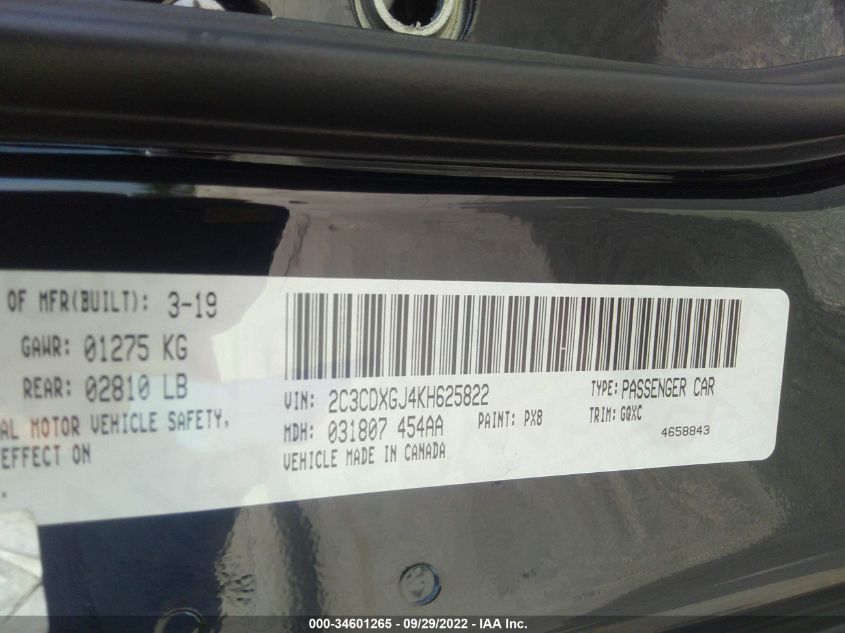 OF MFR(BUILT): 3-19
GAWR: 01275 KG
REAR: 02810 LB
AL MOTOR VEHICLE SAFETY,
EFFECT ON
VIN: 2C3CDXGJ4KH625822
TYPE: PASSENGER CAR
MDH: 031807 454AA
PAINT: PX8
TRIM: GQXC
VEHICLE MADE IN CANADA
4658843
000-34601265 - 09/29/2022 - IAA Inc.